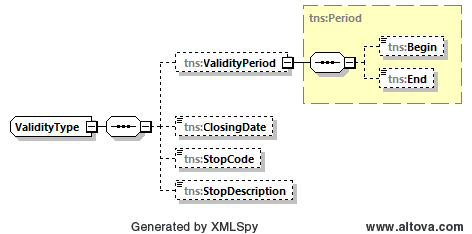 tns:Period
tns:Begin
tns:ValidityPeriod
tns:End
ValidityType
tns:ClosingDate
tns:StopCode
tns:StopDescription
Generated by XMLSpy
www.altova.com